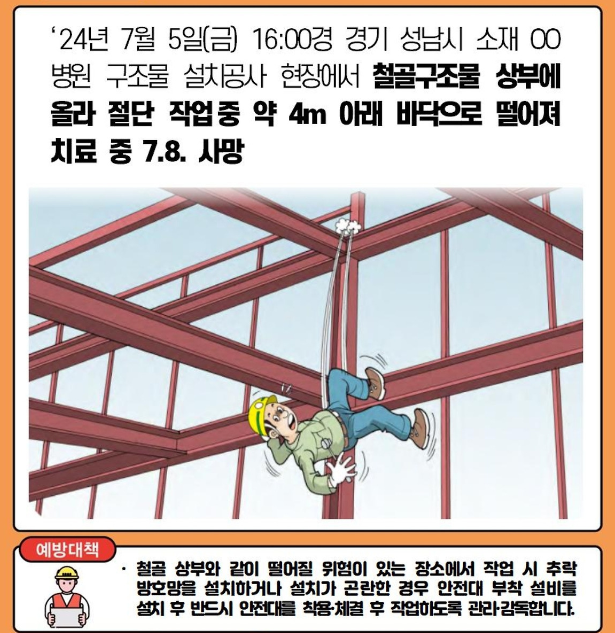 ‘24년 7월 5일(금) 16:00경 경기 성남시 소재 OO
병원 구조물 설치공사 현장에서 철골구조물 상부에
올라 절단 작업 중 약 4m 아래 바닥으로 떨어져
치료 중 7.8. 사망
예방대책
· 철골 상부와 같이 떨어질 위험이 있는 장소에서 작업 시 추락
방호망을 설치하거나 설치가 곤란한 경우 안전대 부착 설비를
설치 후 반드시 안전대를 착용·체결 후 작업하도록 관리·감독합니다.